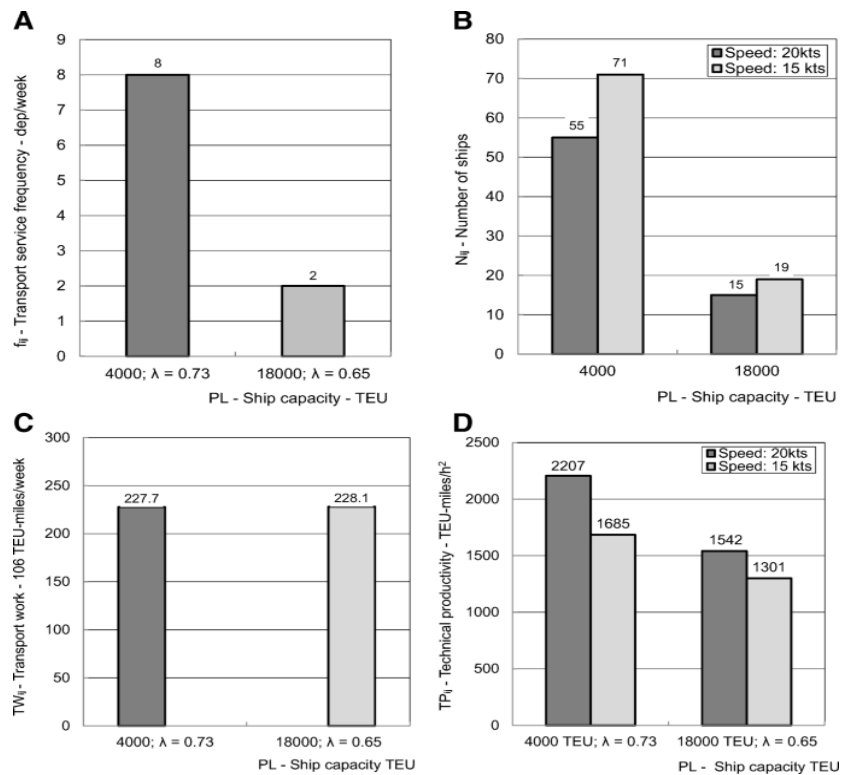 A
f_ij - Transport service frequency - dep/week
9
8
7
6
5
4
3
2
1
0
8
2
4000; λ = 0.73
18000; λ = 0.65
PL - Ship capacity - TEU
B
N_ij - Number of ships
80
70
60
50
40
30
20
10
0
Speed: 20kts
Speed: 15 kts
55
71
15
19
4000
18000
PL - Ship capacity - TEU
C
TW_ij - Transport work - 106 TEU-miles/week
300
250
200
150
100
50
0
227.7
228.1
4000; λ = 0.73
18000; λ = 0.65
PL - Ship capacity TEU
D
TP_ij - Technical productivity - TEU-miles/h²
2500
2000
1500
1000
500
0
Speed: 20kts
Speed: 15 kts
2207
1685
1542
1301
4000 TEU; λ = 0.73
18000 TEU; λ = 0.65
PL - Ship capacity TEU